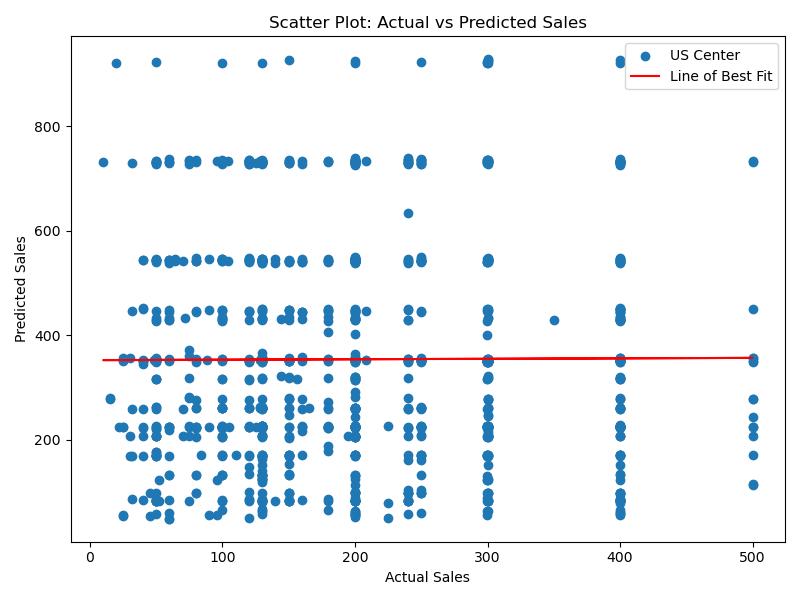 Scatter Plot: Actual vs Predicted Sales
US Center
Line of Best Fit
Predicted Sales
800
600
400
200
0
100
200
300
400
500
Actual Sales